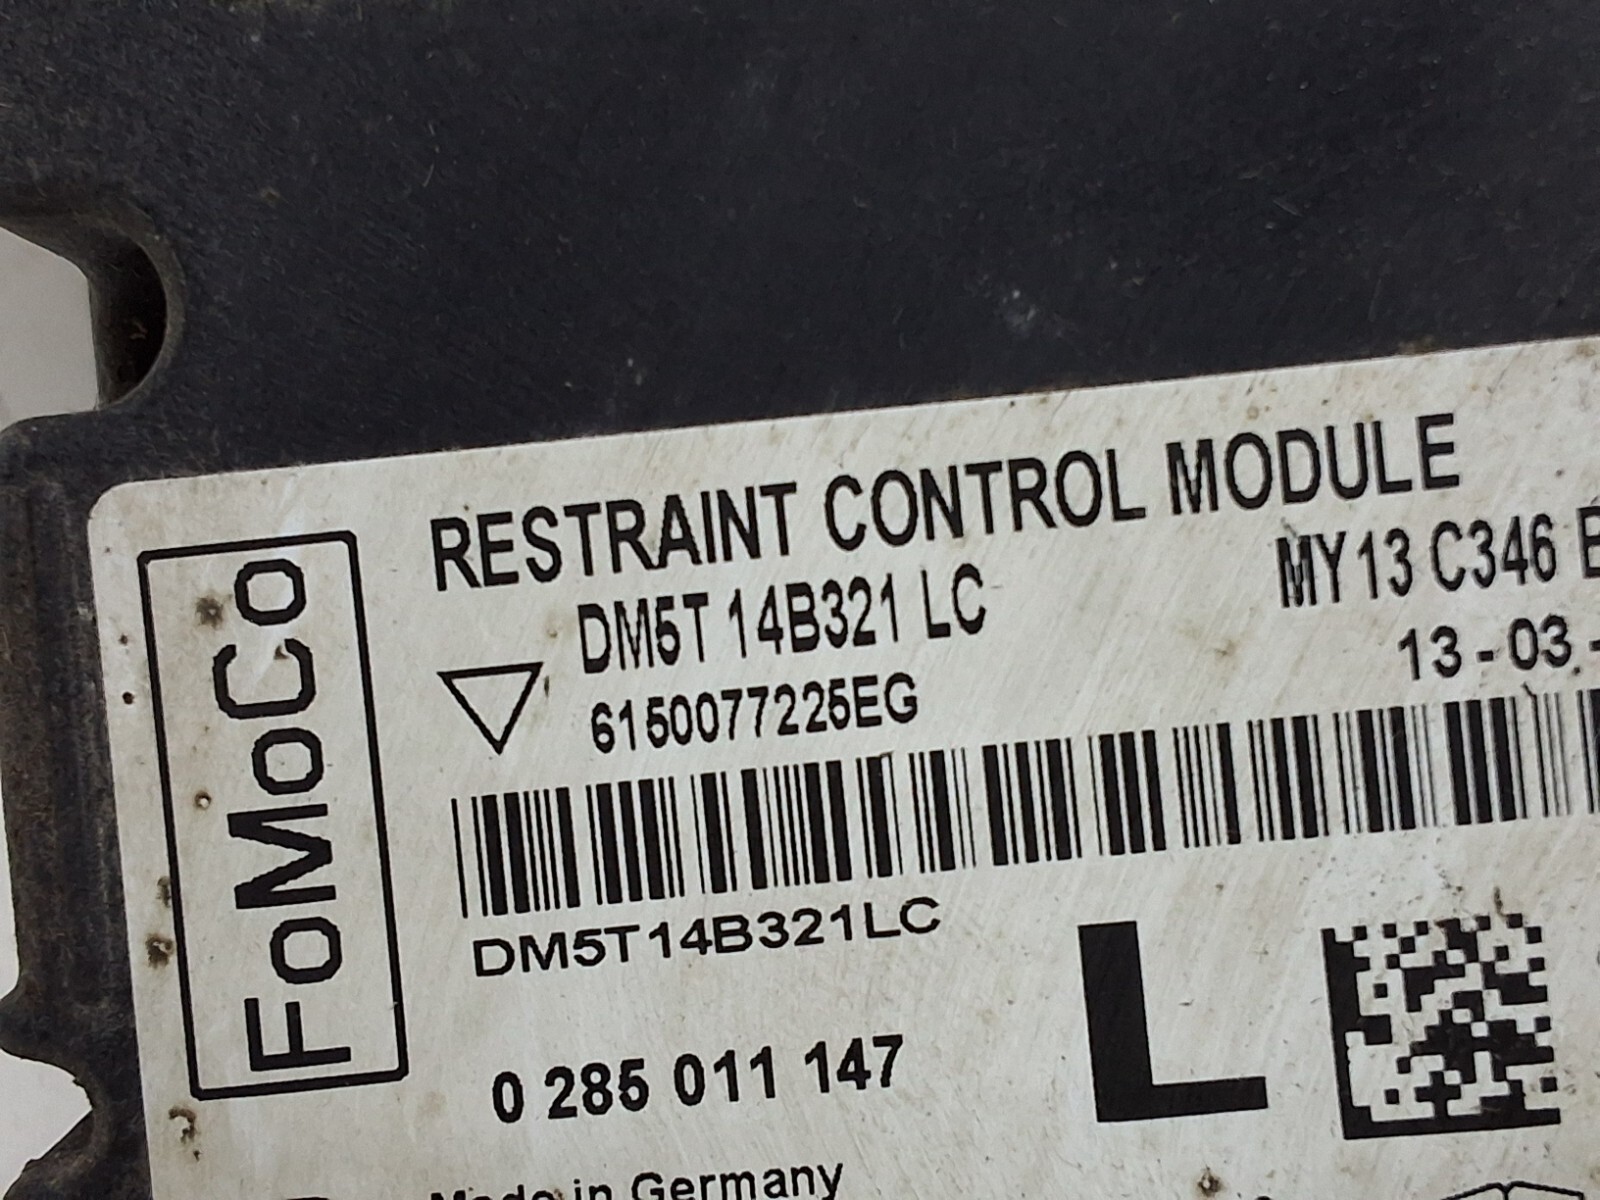 FoMoCo
RESTRAINT CONTROL MODULE
DM5T 14B321 LC
MY13 C346
6150077225EG
13-03-
DM5T14B321LC
L
0 285 011 147
Made in Germany